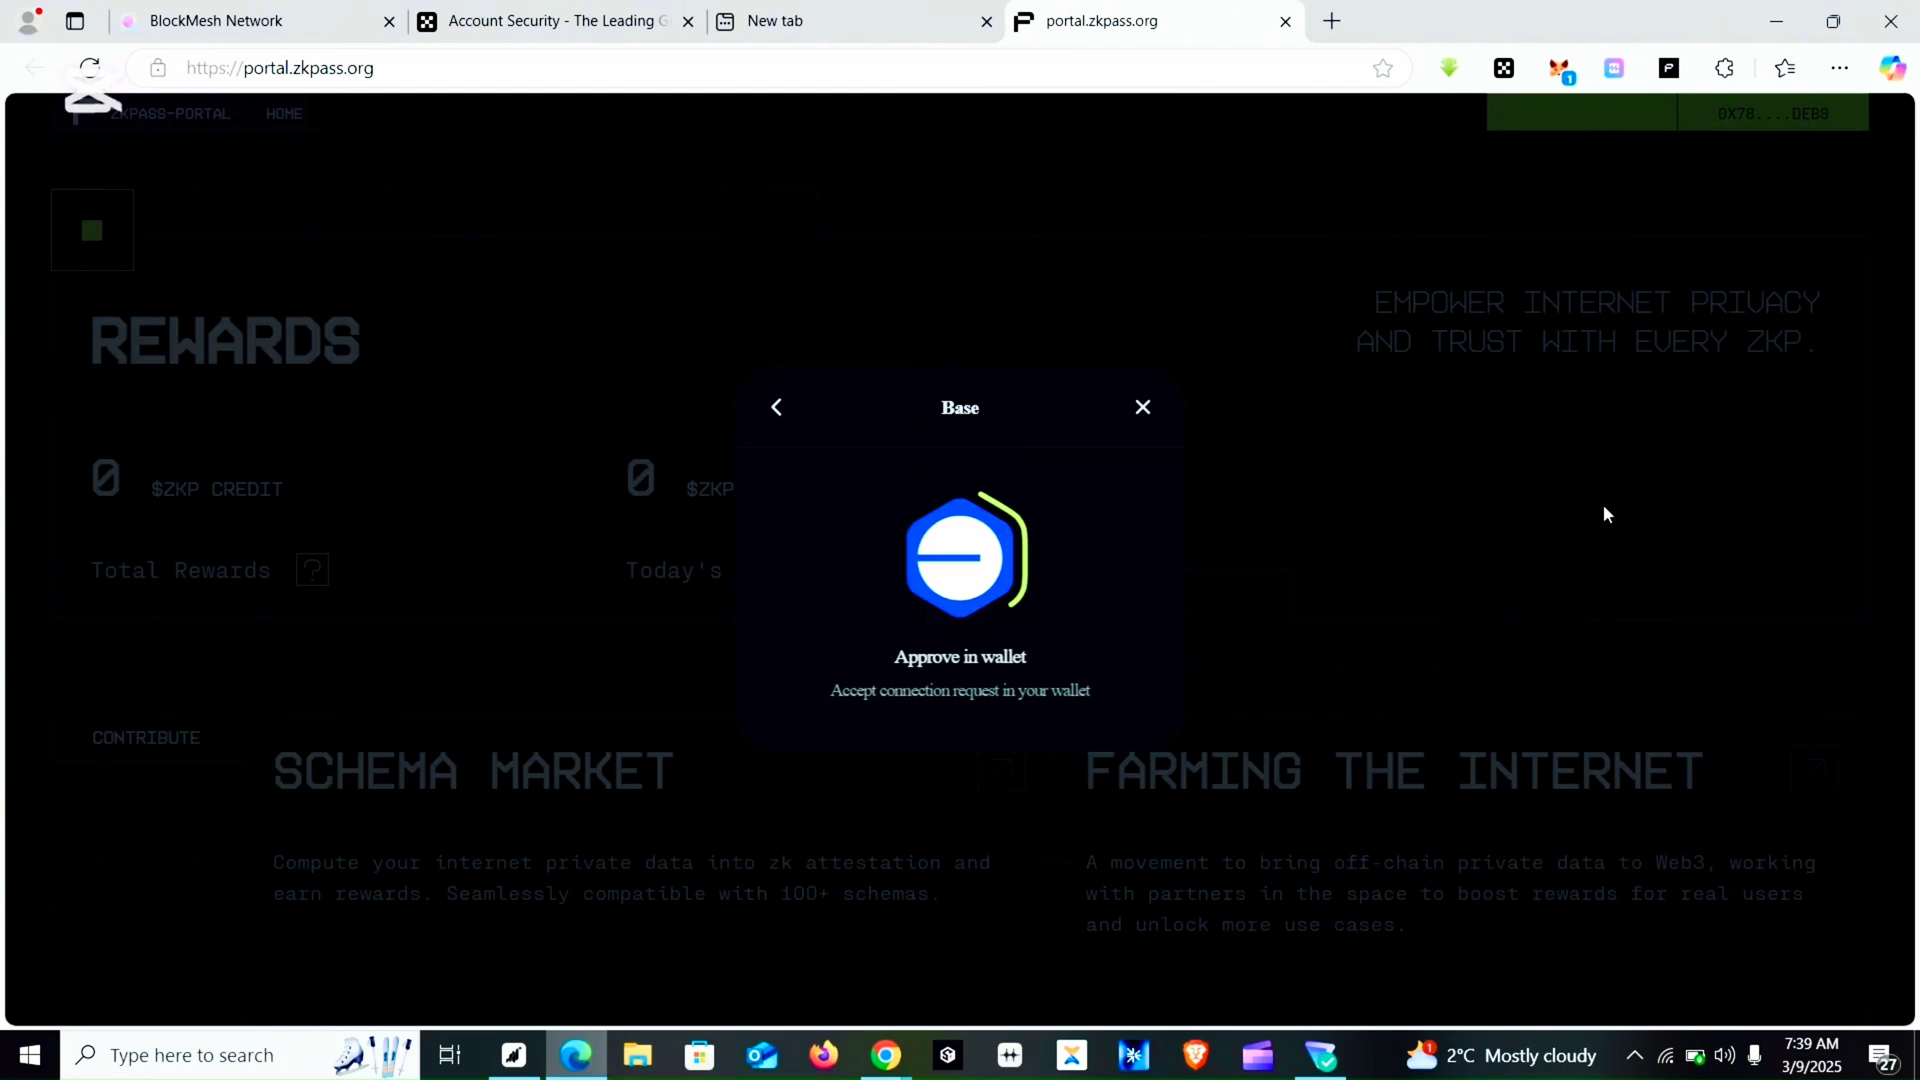 BlockMesh Network
Account Security - The Leading G
New tab
portal.zkpass.org
https://portal.zkpass.org
1
ZKPASS-PORTAL
HOME
0X78....DEB9
REWARDS
EMPOWER INTERNET PRIVACY
AND TRUST WITH EVERY ZKP.
Base
0 $ZKP CREDIT
0 $ZKP
Total Rewards ?
Today's
Approve in wallet
Accept connection request in your wallet
CONTRIBUTE
SCHEMA MARKET
Compute your internet private data into zk attestation and
earn rewards. Seamlessly compatible with 100+ schemas.
FARMING THE INTERNET
A movement to bring off-chain private data to Web3, working
with partners in the space to boost rewards for real users
and unlock more use cases.
Type here to search
1
2°C Mostly cloudy
7:39 AM
3/9/2025
27